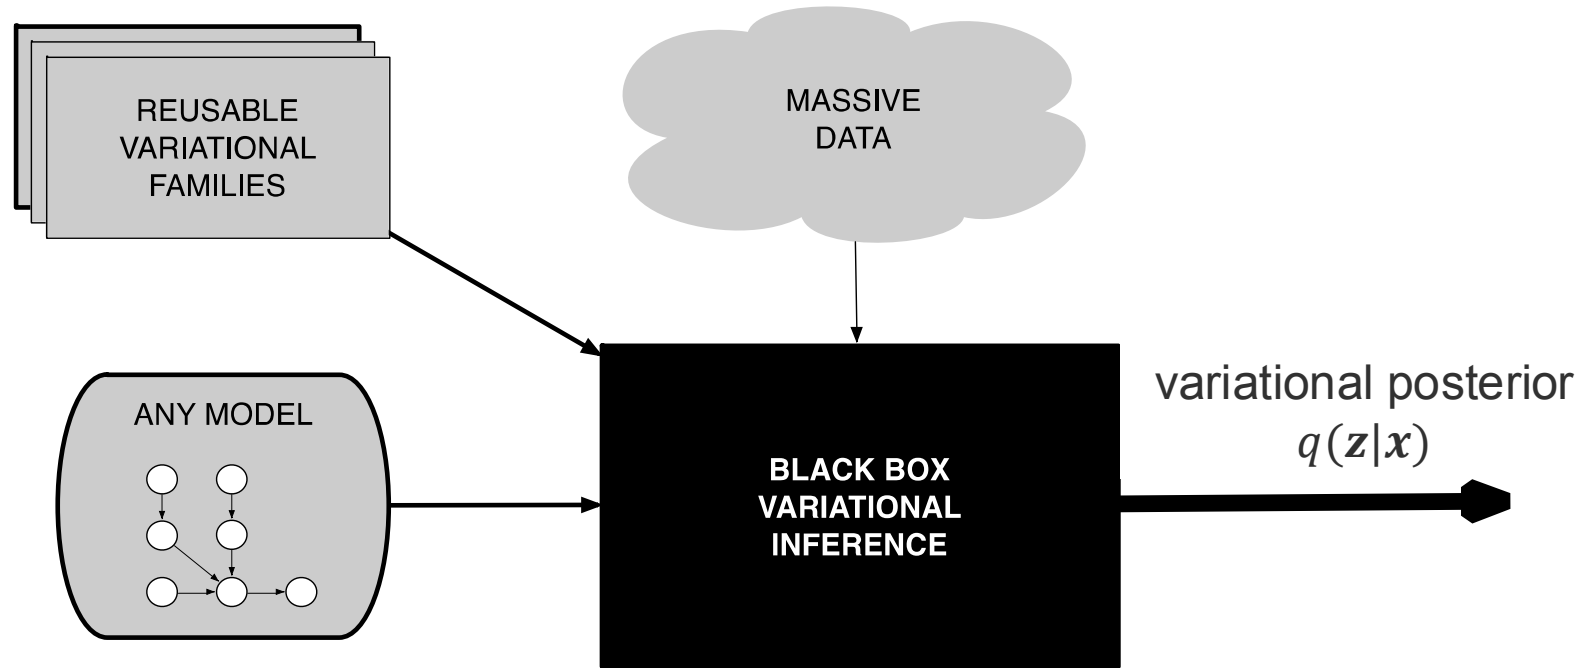 REUSABLE
VARIATIONAL
FAMILIES
MASSIVE
DATA
ANY MODEL
BLACK BOX
VARIATIONAL
INFERENCE
variational posterior
q(z|x)